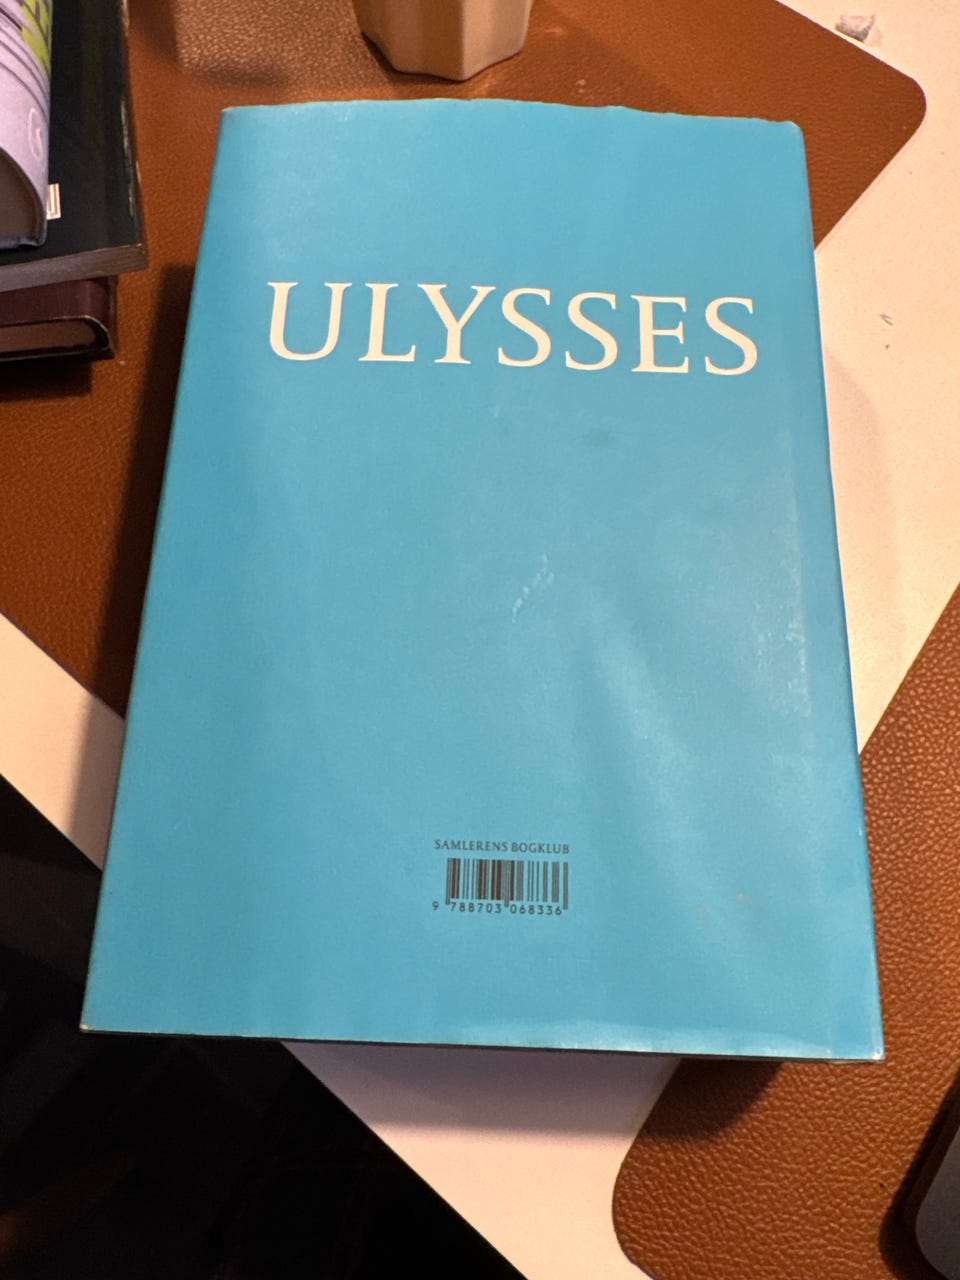 ULYSSES
SAMLERENS BOGKLUB
9 788703 068336